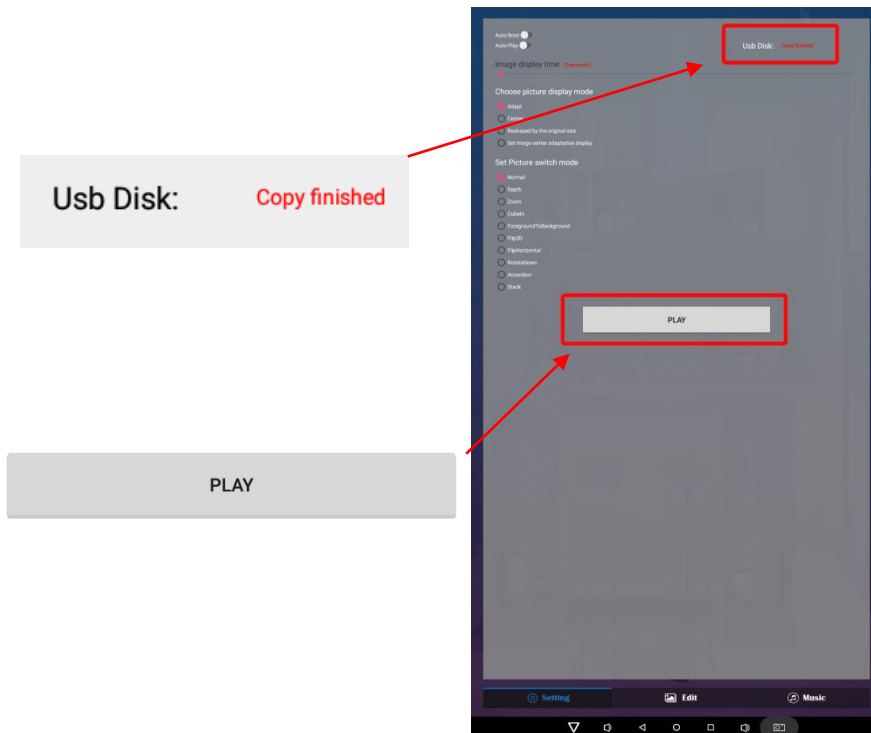 Usb Disk: Copy finished
PLAY
Auto Boot
Auto Play
Usb Disk: Copy finished
Image display time
Choose picture display mode
Adapt
Center
Reshaped by the original size
Set Image center adaptation display
Set Picture switch mode
Normal
Depth
Zoom
CubeIn
ForegroundToBackground
Flip3D
FlipHorizontal
RotateDown
Accordion
Stack
PLAY
Setting Edit Music